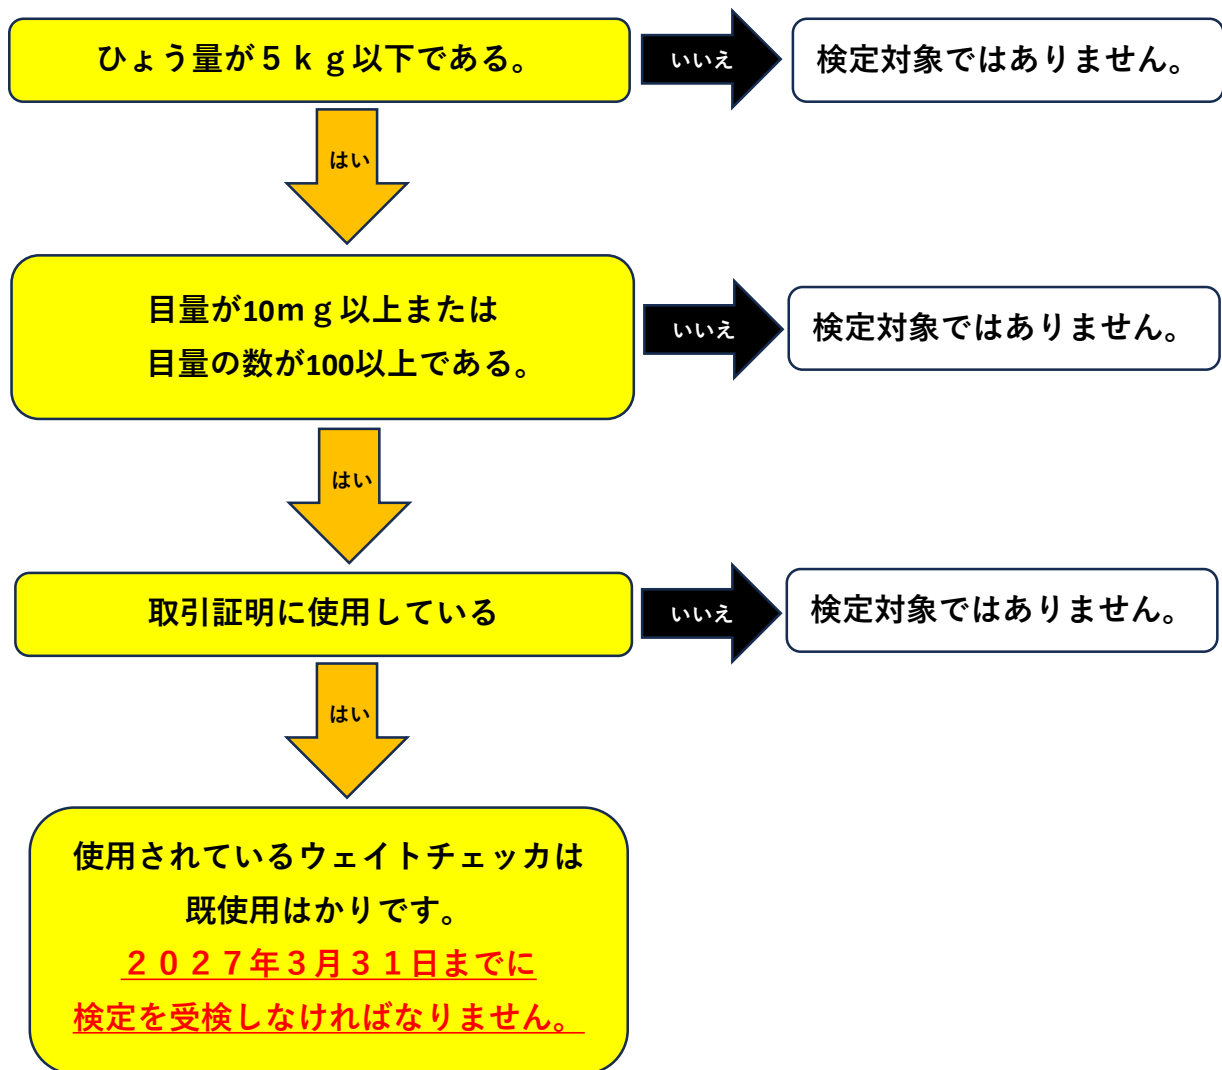 ひょう量が５ｋｇ以下である。
いいえ
検定対象ではありません。
はい
目量が10ｍｇ以上または
目量の数が100以上である。
いいえ
検定対象ではありません。
はい
取引証明に使用している
いいえ
検定対象ではありません。
はい
使用されているウェイトチェッカは
既使用はかりです。
２０２７年３月３１日までに
検定を受検しなければなりません。